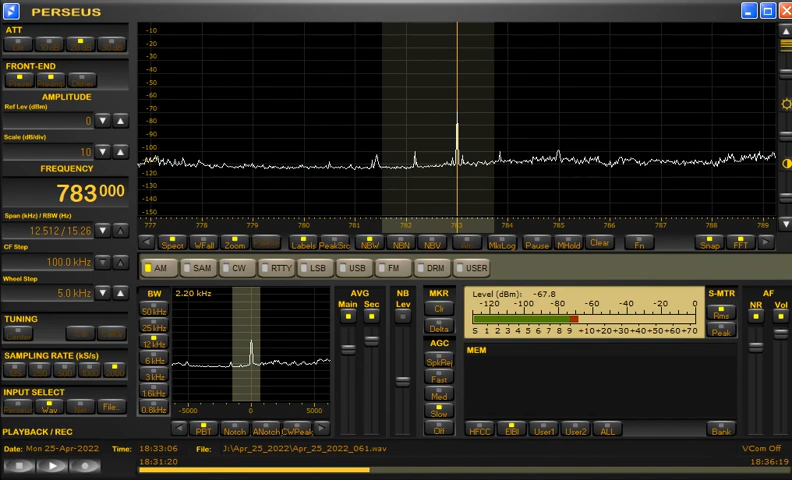 PERSEUS
ATT
FRONT-END
AMPLITUDE
Ref Lev (dBm)
0
Scale (dB/div)
10
FREQUENCY
783000
Span (kHz) / RBW (Hz)
12.512 / 15.26
CF Step
100.0 kHz
Wheel Step
5.0 kHz
TUNING
SAMPLING RATE (kS/s)
INPUT SELECT
Wav
File..
-10
-20
-30
-40
-50
-60
-70
-80
-90
-100
-120
-130
-140
-150
777 778 779 780 781 782 783 784 785 786 787 788 789
Spect WFall Zoom Labels PeakSrc NBW NBN NBV MkLog Pause MHold Clear Fn Snap FFT
AM SAM CW RTTY LSB USB FM DRM USER
BW
50 kHz
25 kHz
12 kHz
6 kHz
3 kHz
1.6kHz
0.8kHz
2.20 kHz
-5000 0 5000
PBT Notch ANotch CWPeak
AVG
Main Sec
NB
Lev
MKR
Clr
Delta
AGC
SpkRej
Fast
Med
Slow
Off
Level (dBm): -67.8
-120 -100 -80 -60 -40 -20 0
S 1 2 3 4 5 6 7 8 9 +10 +20 +30 +40 +50 +60 +70
S-MTR
Rms
Peak
AF
NR Vol
MEM
HFCC EIBI User1 User2 ALL Bank
PLAYBACK / REC
Date: Mon 25-Apr-2022 Time: 18:33:06 File: J:\Apr_25_2022\Apr_25_2022_061.wav VCom Off
18:31:20 18:36:19